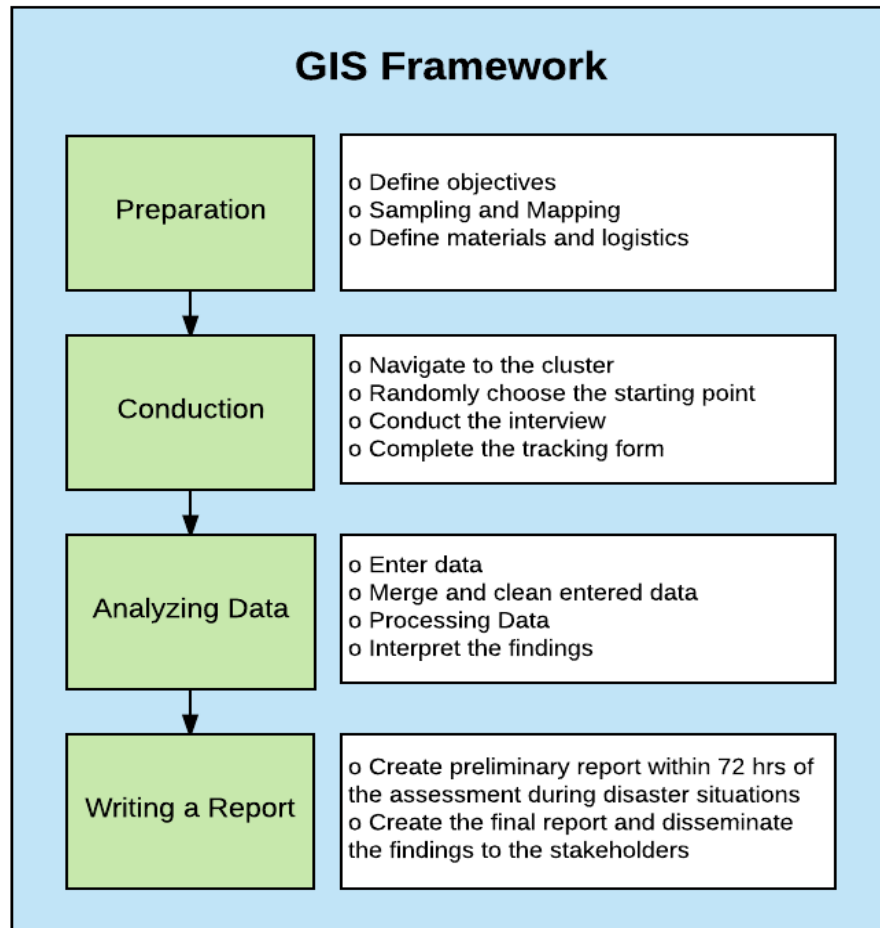 GIS Framework
Preparation
o Define objectives
o Sampling and Mapping
o Define materials and logistics
Conduction
o Navigate to the cluster
o Randomly choose the starting point
o Conduct the interview
o Complete the tracking form
Analyzing Data
o Enter data
o Merge and clean entered data
o Processing Data
o Interpret the findings
Writing a Report
o Create preliminary report within 72 hrs of
the assessment during disaster situations
o Create the final report and disseminate
the findings to the stakeholders